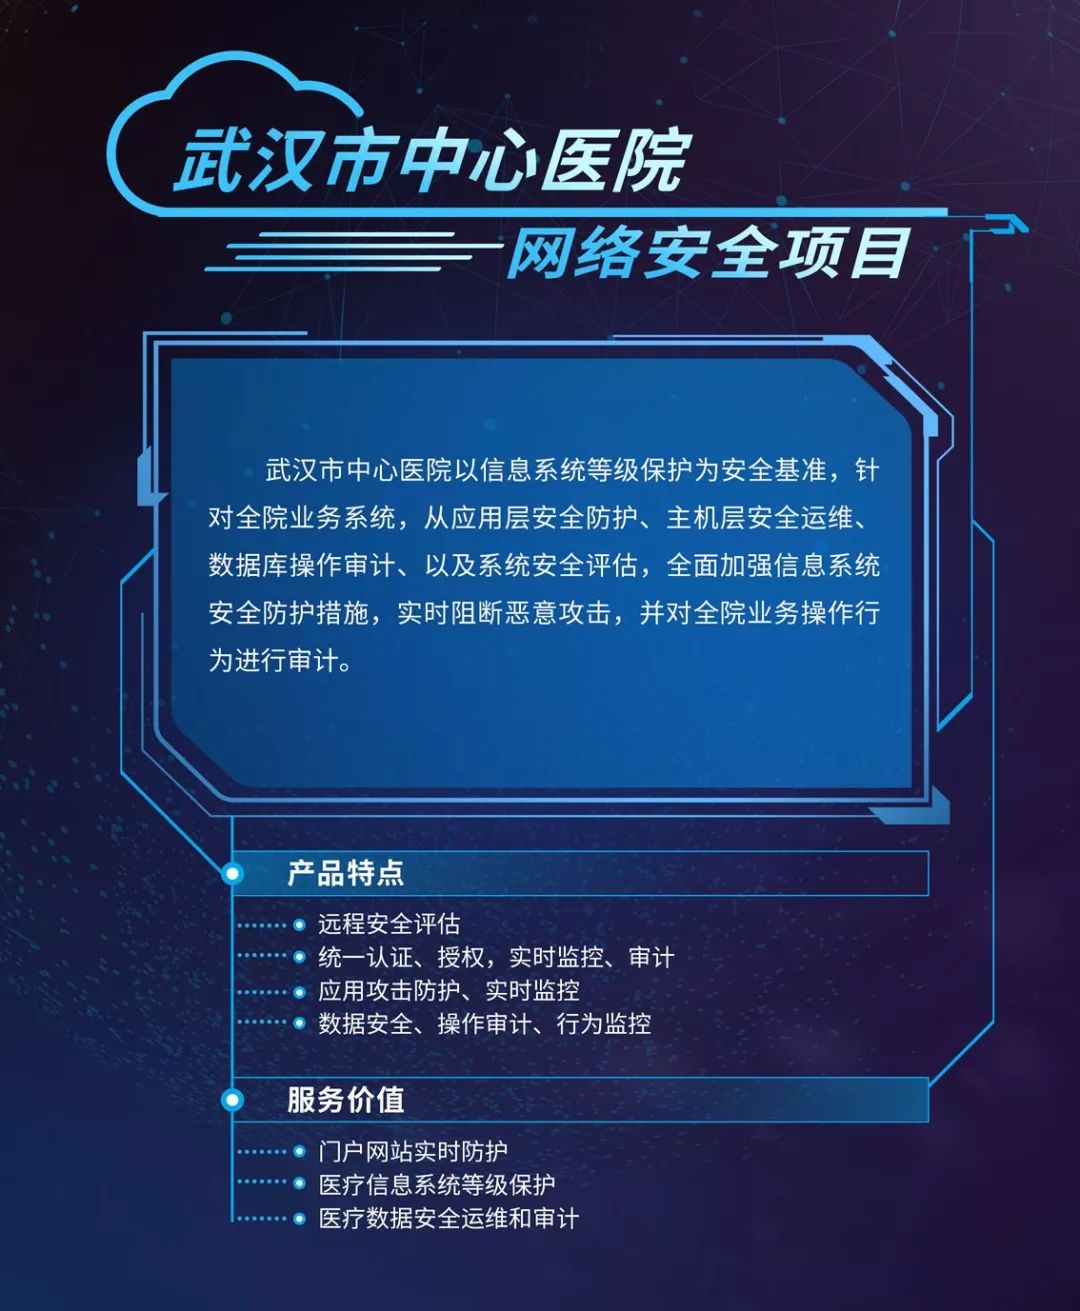 武汉市中心医院
网络安全项目
武汉市中心医院以信息系统等级保护为安全基准，针
对全院业务系统，从应用层安全防护、主机层安全运维、
数据库操作审计、以及系统安全评估，全面加强信息系统
安全防护措施，实时阻断恶意攻击，并对全院业务操作行
为进行审计。
产品特点
远程安全评估
统一认证、授权，实时监控、审计
应用攻击防护、实时监控
数据安全、操作审计、行为监控
服务价值
门户网站实时防护
医疗信息系统等级保护
医疗数据安全运维和审计